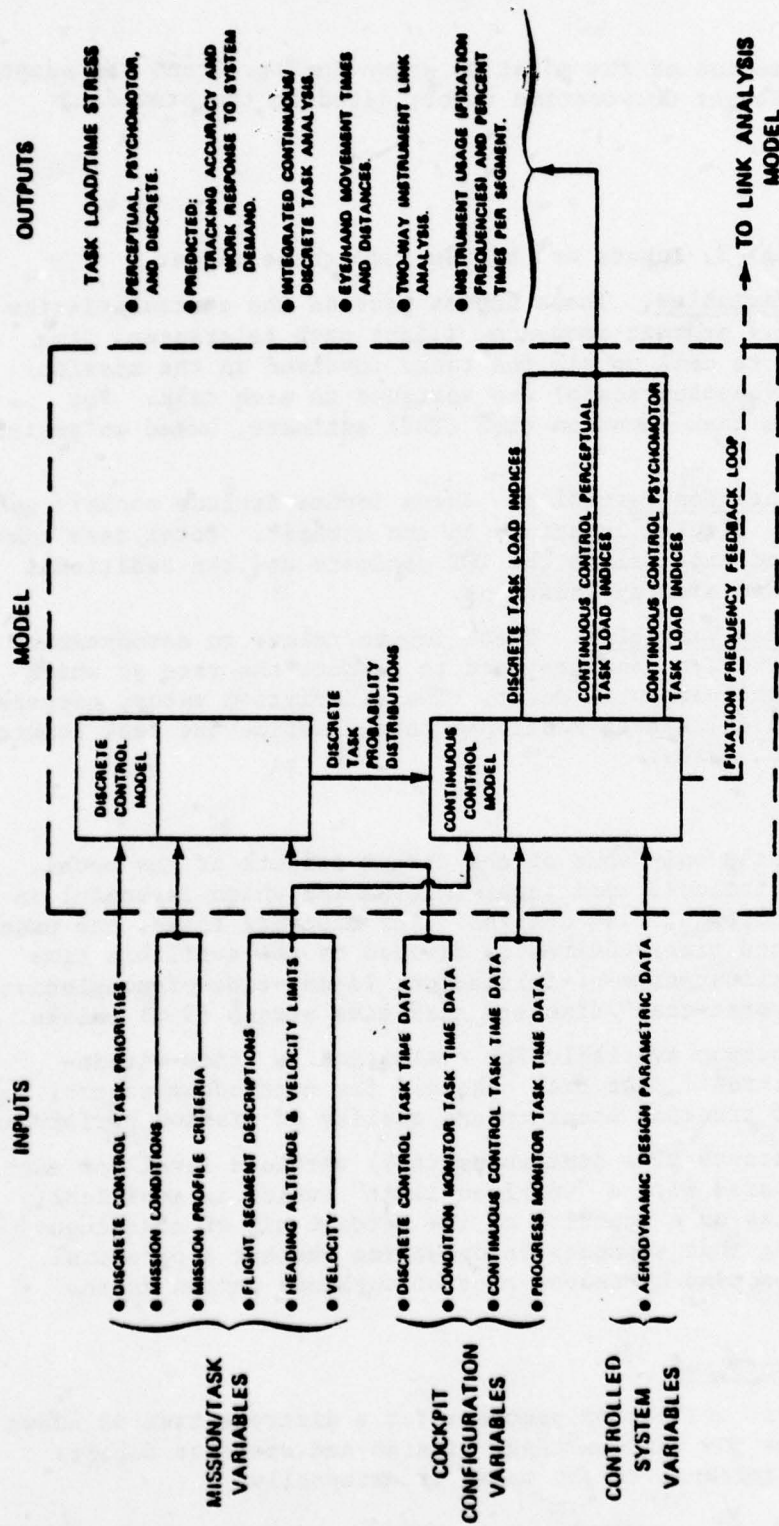 INPUTS
MODEL
OUTPUTS
MISSION/TASK
VARIABLES
● DISCRETE CONTROL TASK PRIORITIES
● MISSION CONDITIONS
● MISSION PROFILE CRITERIA
● FLIGHT SEGMENT DESCRIPTIONS
● HEADING ALTITUDE VELOCITY LIMITS
● VELOCITY
COCKPIT
CONFIGURATION
VARIABLES
● DISCRETE CONTROL TASK TIME DATA
● ATTENTION DIVERSION TIME DATA
● CONTINUOUS CONTROL TASK TIME DATA
● PROGRESS MONITOR TASK TIME DATA
CONTROLLED
SYSTEM
VARIABLES
● AERODYNAMIC DESIGN PARAMETRIC DATA
DISCRETE
CONTROL
MODEL
DISCRETE
TASK
PROBABILITY
DISTRIBUTIONS
CONTINUOUS
CONTROL
MODEL
DISCRETE TASK LOAD INDICES
CONTINUOUS CONTROL PERCEPTUAL
TASK LOAD INDICES
CONTINUOUS CONTROL PSYCHOMOTOR
TASK LOAD INDICES
FIXATION FREQUENCY FEEDBACK LOOP
TO LINK ANALYSIS
MODEL
TASK LOAD/TIME STRESS
● PERCEPTUAL, PSYCHOMOTOR,
AND DISCRETE.
● PREDICTED:
TRACKING ACCURACY AND
WORK RESPONSE TO SYSTEM
DEMAND.
● INTEGRATED CONTINUOUS/
DISCRETE TASK ANALYSIS
● EYE/HAND MOVEMENT TIMES
AND DISTANCES.
● TWO-WAY INSTRUMENT LINK
ANALYSIS.
● INSTRUMENT USAGE (FIXATION
FREQUENCIES) AND PERCENT
TIMES PER SEGMENT.